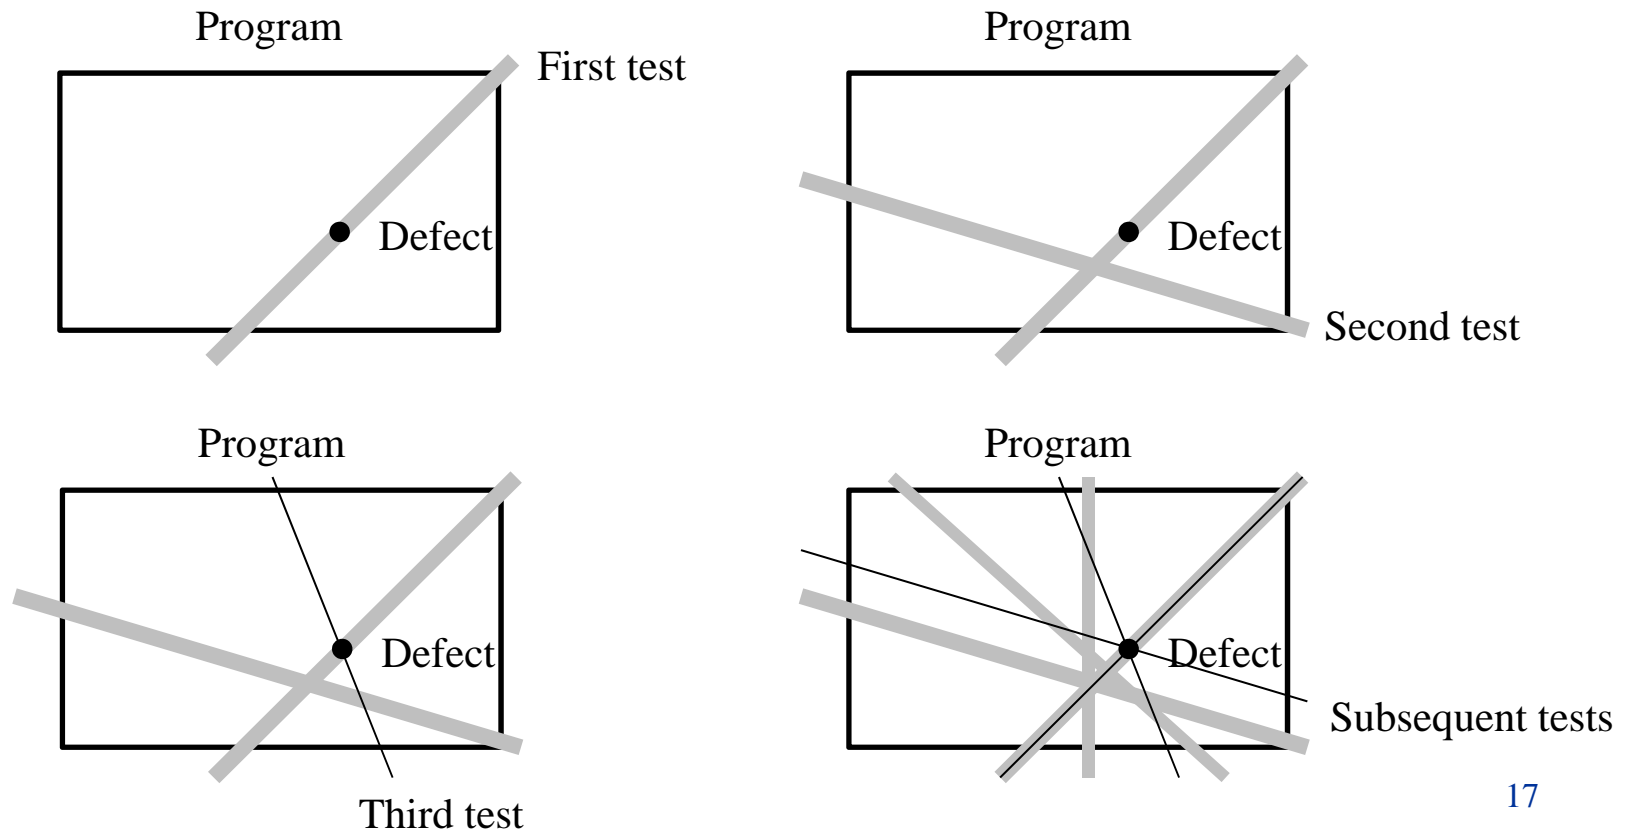 Program
First test
Defect
Program
Defect
Second test
Program
Defect
Third test
Program
Defect
Subsequent tests
17